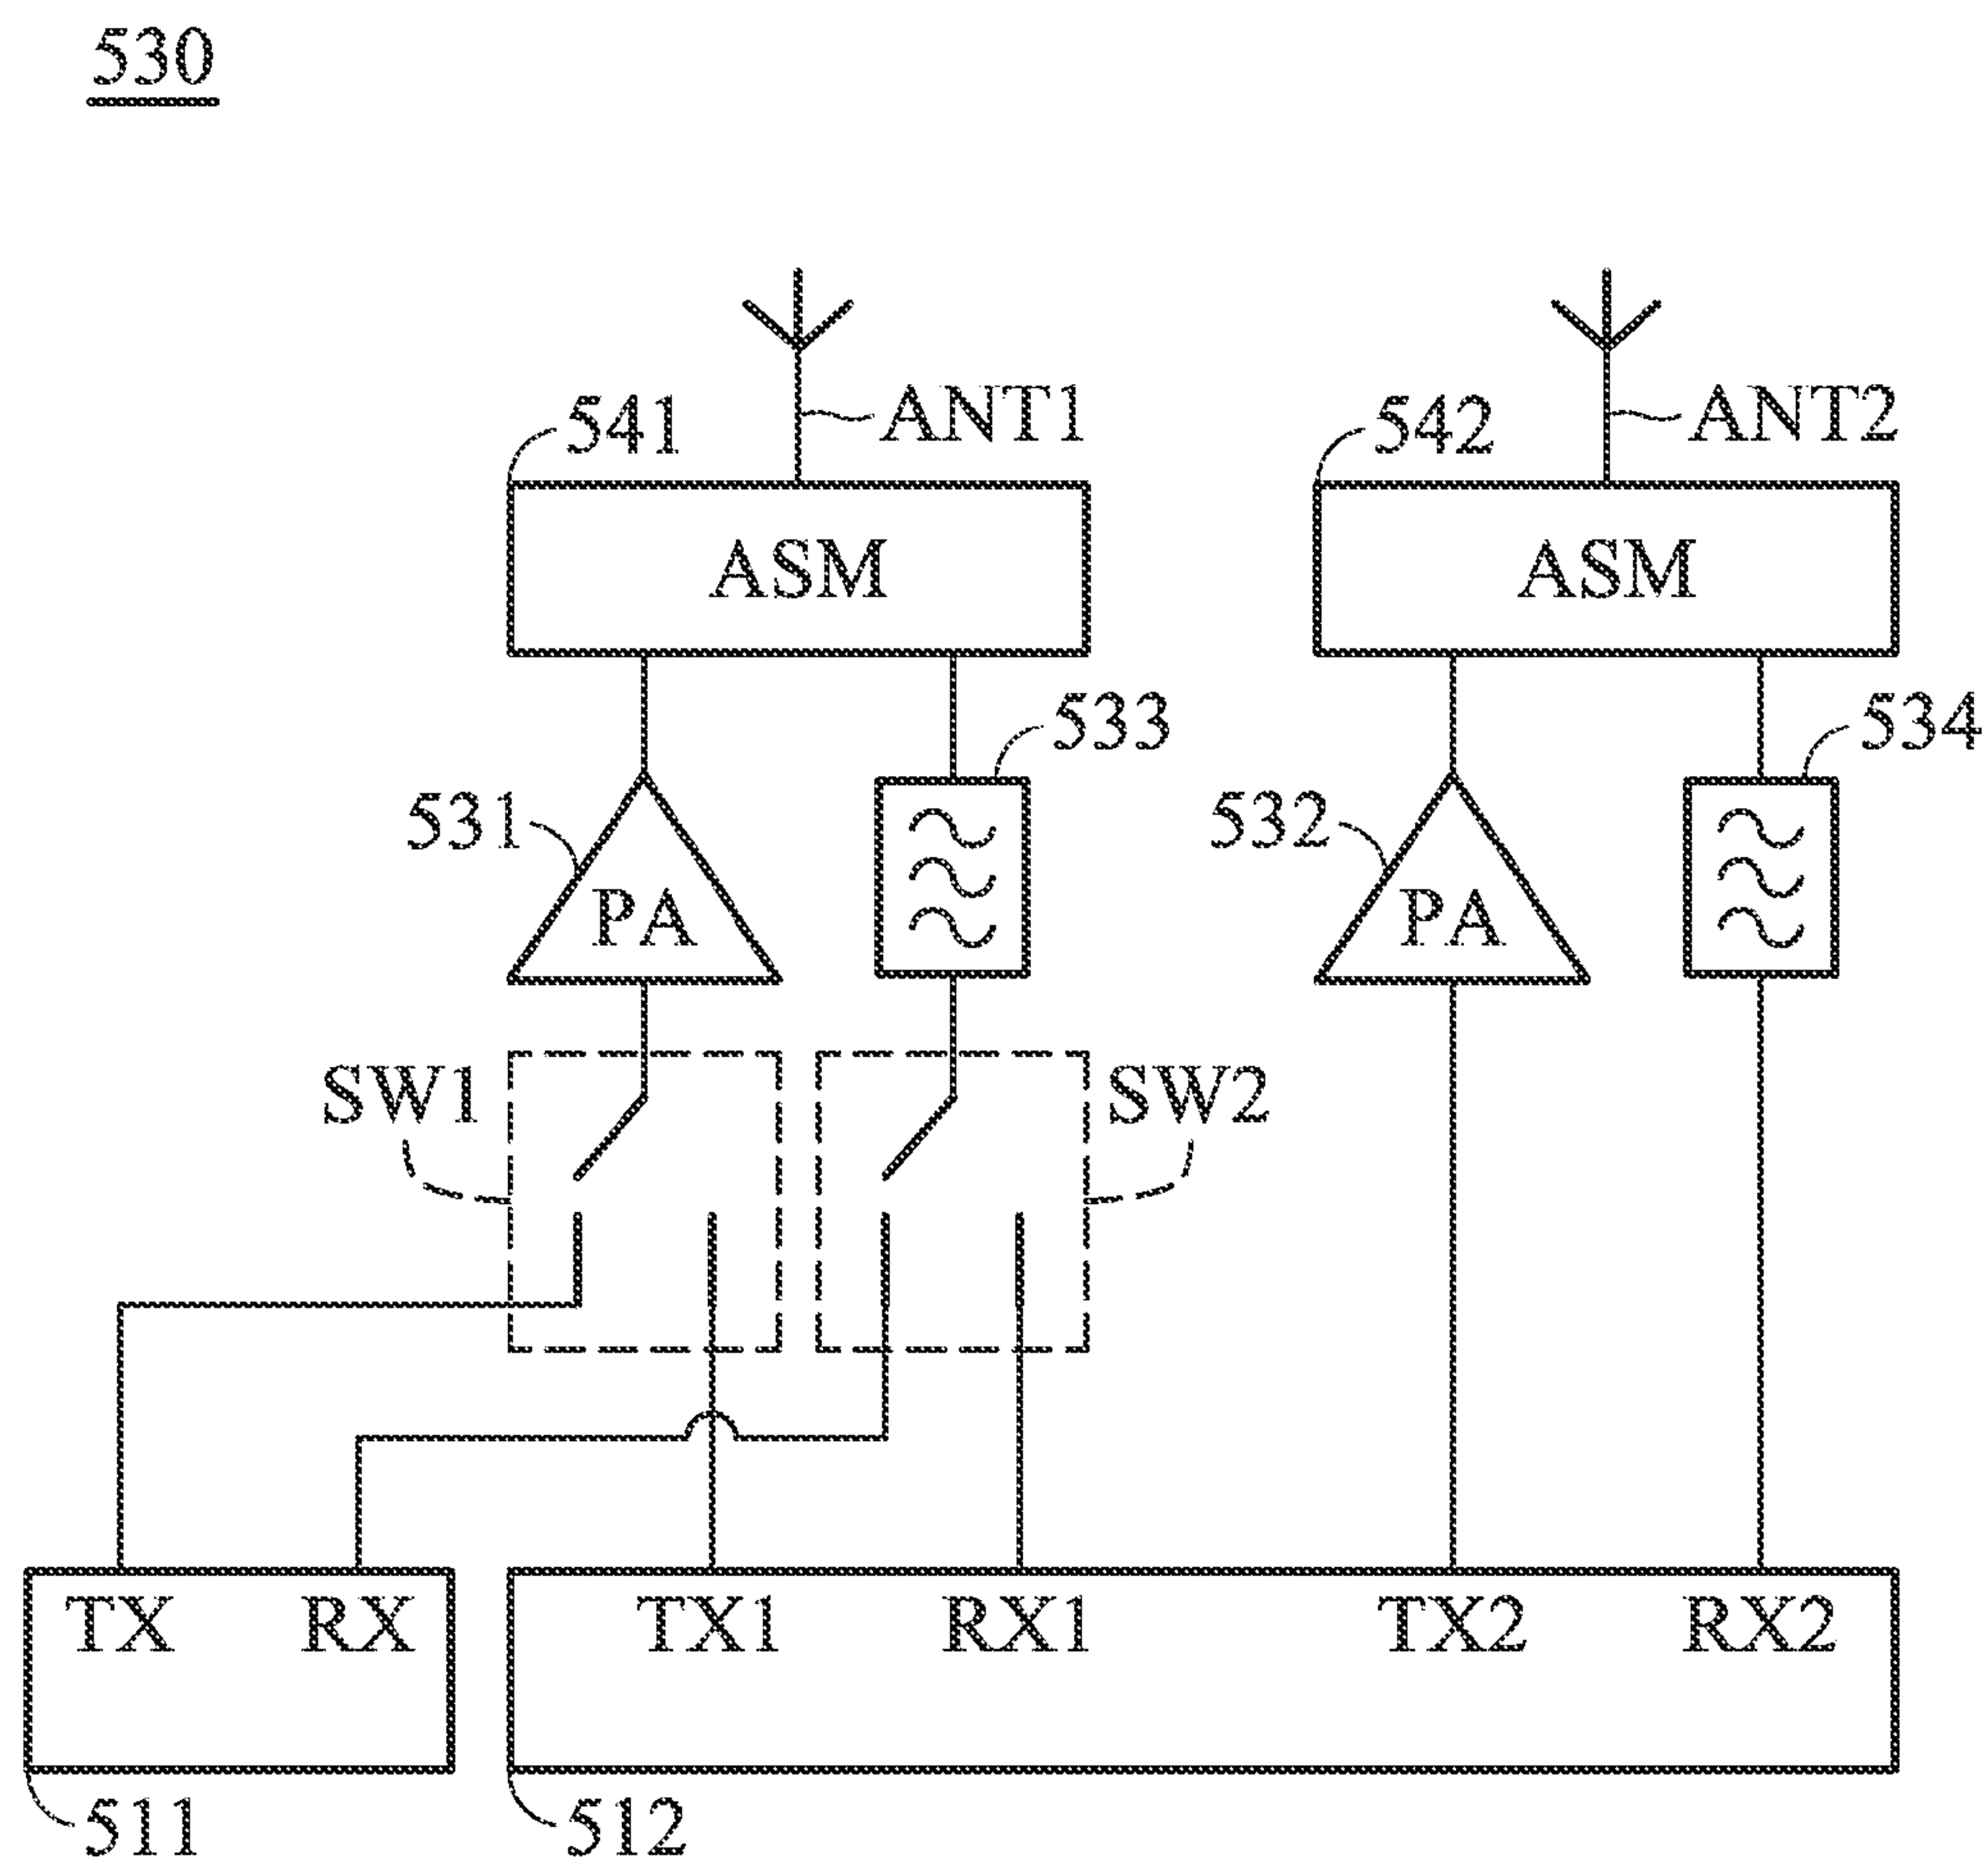 530
541 ANT1 542 ANT2
ASM ASM
533 534
531 532
PA PA
SW1 SW2
TX RX TX1 RX1 TX2 RX2
511 512